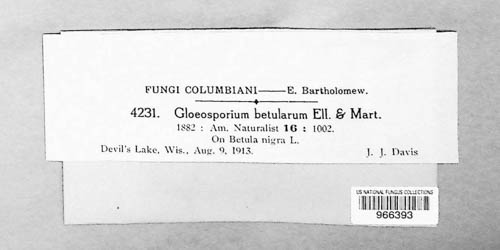 FUNGI COLUMBIANI—E. Bartholomew.
4231. Gloeosporium betularum Ell. & Mart.
1882 : Am. Naturalist 16 : 1002.
On Betula nigra L.
Devil's Lake, Wis., Aug. 9, 1913. J. J. Davis
US NATIONAL FUNGUS COLLECTIONS
966393